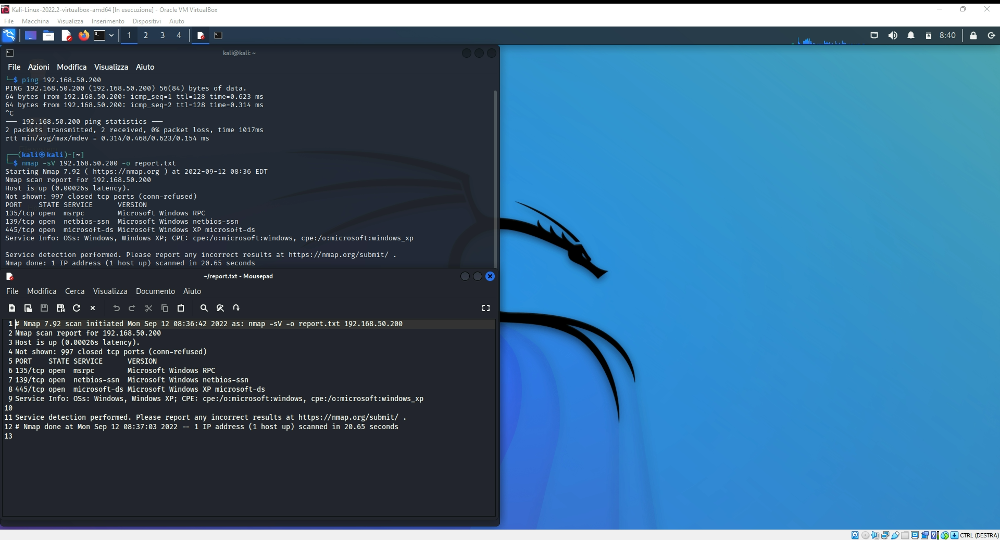 Kali-Linux-2022.2-virtualbox-amd64 [In esecuzione] - Oracle VM VirtualBox
File Macchina Visualizza Inserimento Dispositivi Aiuto
1 2 3 4 8:40
kali@kali: ~
File Azioni Modifica Visualizza Aiuto
└─$ ping 192.168.50.200
PING 192.168.50.200 (192.168.50.200) 56(84) bytes of data.
64 bytes from 192.168.50.200: icmp_seq=1 ttl=128 time=0.623 ms
64 bytes from 192.168.50.200: icmp_seq=2 ttl=128 time=0.314 ms
^C
--- 192.168.50.200 ping statistics ---
2 packets transmitted, 2 received, 0% packet loss, time 1017ms
rtt min/avg/max/mdev = 0.314/0.468/0.623/0.154 ms
┌──(kali㉿kali)-[~]
└─$ nmap -sV 192.168.50.200 -o report.txt
Starting Nmap 7.92 ( https://nmap.org ) at 2022-09-12 08:36 EDT
Nmap scan report for 192.168.50.200
Host is up (0.00026s latency).
Not shown: 997 closed tcp ports (conn-refused)
PORT STATE SERVICE VERSION
135/tcp open msrpc Microsoft Windows RPC
139/tcp open netbios-ssn Microsoft Windows netbios-ssn
445/tcp open microsoft-ds Microsoft Windows XP microsoft-ds
Service Info: OSs: Windows, Windows XP; CPE: cpe:/o:microsoft:windows, cpe:/o:microsoft:windows_xp
Service detection performed. Please report any incorrect results at https://nmap.org/submit/ .
Nmap done: 1 IP address (1 host up) scanned in 20.65 seconds
~/report.txt - Mousepad
File Modifica Cerca Visualizza Documento Aiuto
1 # Nmap 7.92 scan initiated Mon Sep 12 08:36:42 2022 as: nmap -sV -o report.txt 192.168.50.200
2 Nmap scan report for 192.168.50.200
3 Host is up (0.00026s latency).
4 Not shown: 997 closed tcp ports (conn-refused)
5 PORT STATE SERVICE VERSION
6 135/tcp open msrpc Microsoft Windows RPC
7 139/tcp open netbios-ssn Microsoft Windows netbios-ssn
8 445/tcp open microsoft-ds Microsoft Windows XP microsoft-ds
9 Service Info: OSs: Windows, Windows XP; CPE: cpe:/o:microsoft:windows, cpe:/o:microsoft:windows_xp
10
11 Service detection performed. Please report any incorrect results at https://nmap.org/submit/ .
12 # Nmap done at Mon Sep 12 08:37:03 2022 -- 1 IP address (1 host up) scanned in 20.65 seconds
13
CTRL (DESTRA)